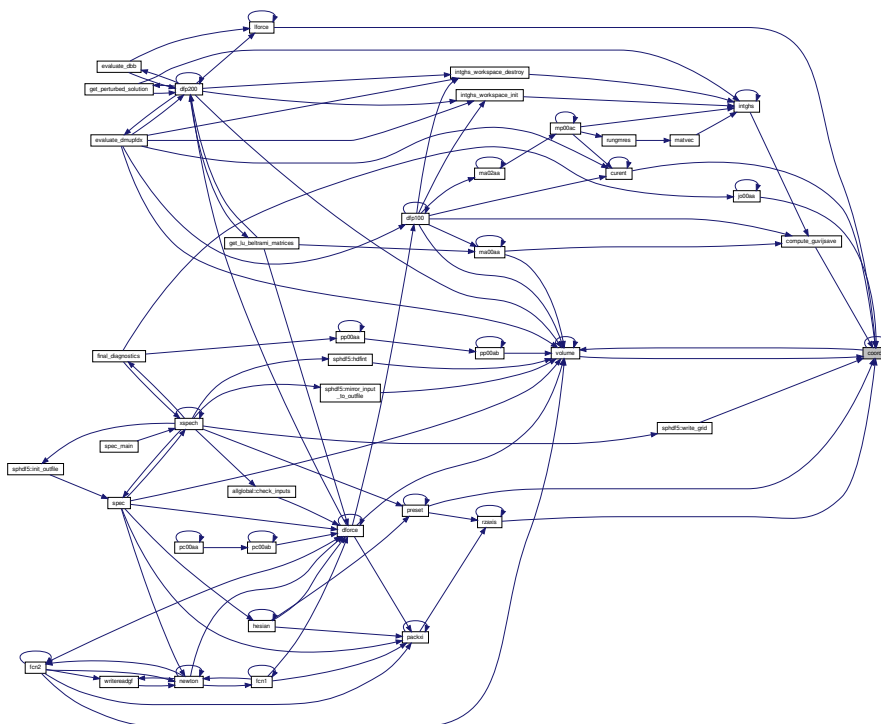 lforce
evaluate_dbb
intghs_workspace_destroy
get_perturbed_solution
dfp200
intghs_workspace_init
intghs
mp00ac
evaluate_dmupfdx
rungmres
matvec
ma02aa
curent
jo00aa
dfp100
get_lu_beltrami_matrices
compute_guvijsave
ma00aa
pp00aa
final_diagnostics
pp00ab
volume
coords
sphdf5:hdfint
sphdf5:mirror_input
_to_outfile
xspech
sphdf5:write_grid
spec_main
sphdf5:init_outfile
allglobal::check_inputs
spec
preset
rzaxis
dforce
pc00aa
pc00ab
hesian
packxi
fcn2
writereadgf
newton
fcn1